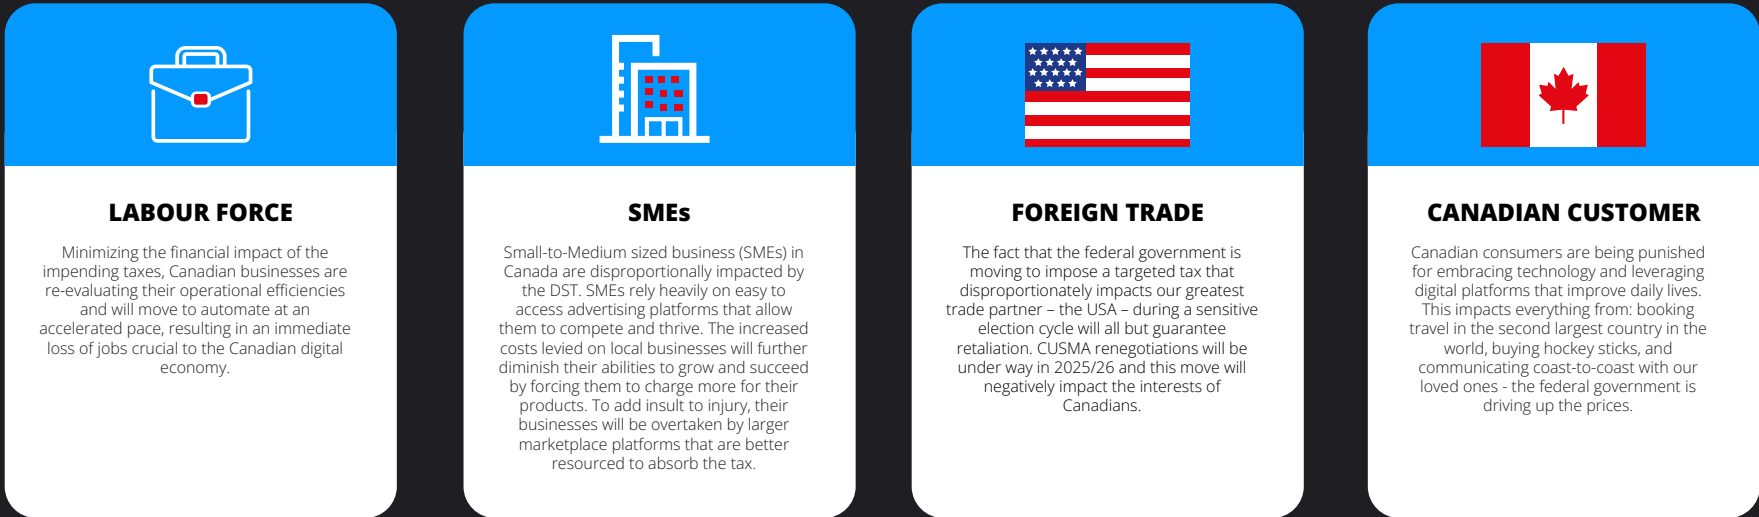 LABOUR FORCE
Minimizing the financial impact of the
impending taxes, Canadian businesses are
re-evaluating their operational efficiencies
and will move to automate at an
accelerated pace, resulting in an immediate
loss of jobs crucial to the Canadian digital
economy.
SMEs
Small-to-Medium sized business (SMEs) in
Canada are disproportionally impacted by
the DST. SMEs rely heavily on easy to
access advertising platforms that allow
them to compete and thrive. The increased
costs levied on local businesses will further
diminish their abilities to grow and succeed
by forcing them to charge more for their
products. To add insult to injury, their
businesses will be overtaken by larger
marketplace platforms that are better
resourced to absorb the tax.
FOREIGN TRADE
The fact that the federal government is
moving to impose a targeted tax that
disproportionately impacts our greatest
trade partner – the USA – during a sensitive
election cycle will all but guarantee
retaliation. CUSMA renegotiations will be
under way in 2025/26 and this move will
negatively impact the interests of
Canadians.
CANADIAN CUSTOMER
Canadian consumers are being punished
for embracing technology and leveraging
digital platforms that improve daily lives.
This impacts everything from: booking
travel in the second largest country in the
world, buying hockey sticks, and
communicating coast-to-coast with our
loved ones - the federal government is
driving up the prices.